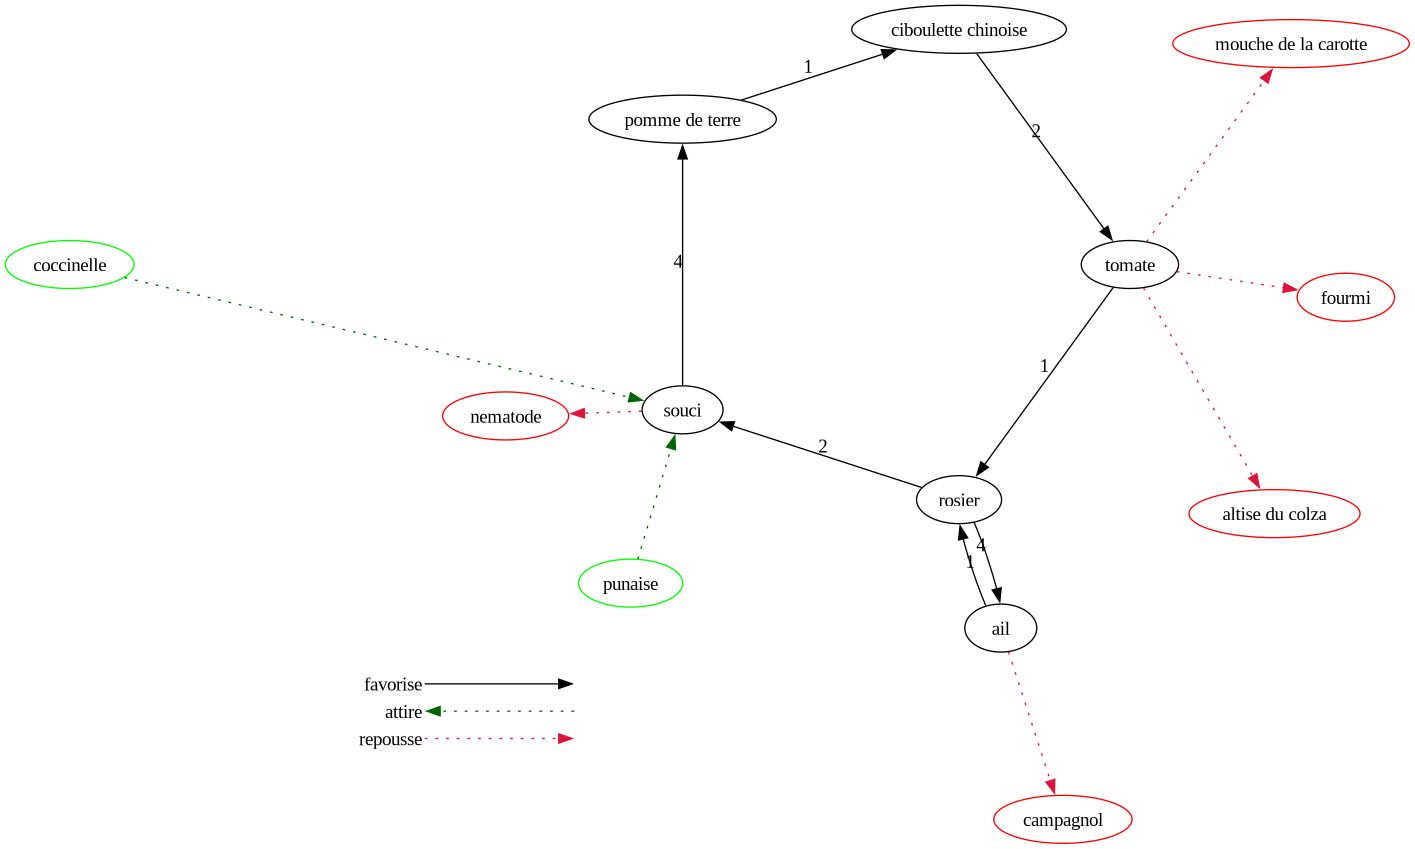 ciboulette chinoise
mouche de la carotte
1
pomme de terre
2
coccinelle
4
tomate
fourmi
1
nematode
souci
2
rosier
altise du colza
4
1
punaise
ail
favorise
attire
repousse
campagnol